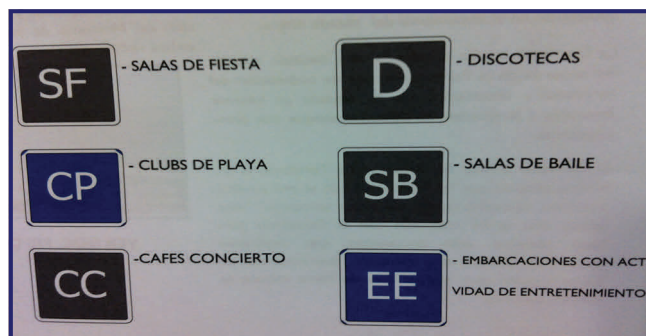 SF
- SALAS DE FIESTA
D
- DISCOTECAS
CP
- CLUBS DE PLAYA
SB
- SALAS DE BAILE
CC
-CAFES CONCIERTO
EE
- EMBARCACIONES CON ACT
VIDAD DE ENTRETENIMIENTO